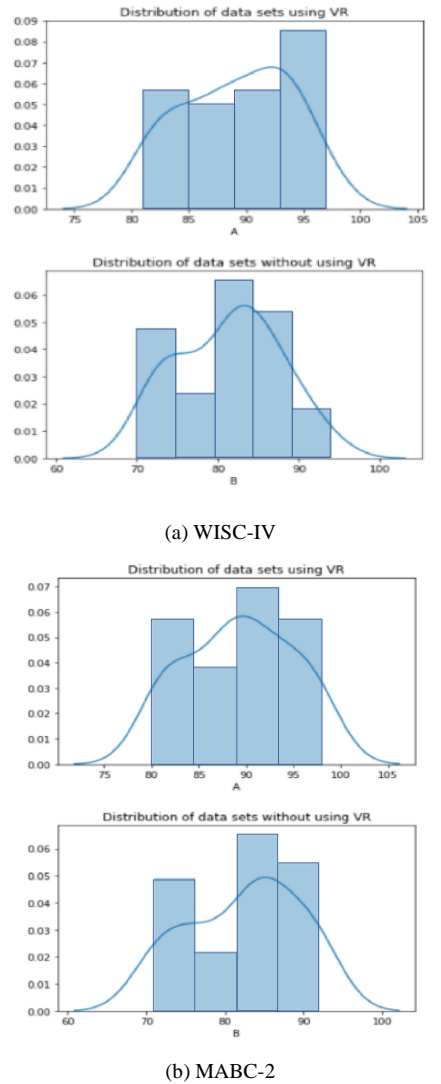 Distribution of data sets using VR
0.09
0.08
0.07
0.06
0.05
0.04
0.03
0.02
0.01
0.00
75 80 85 90 95 100 105
A
Distribution of data sets without using VR
0.06
0.05
0.04
0.03
0.02
0.01
0.00
60 70 80 90 100
B
(a) WISC-IV
Distribution of data sets using VR
0.07
0.06
0.05
0.04
0.03
0.02
0.01
0.00
75 80 85 90 95 100 105
A
Distribution of data sets without using VR
0.06
0.05
0.04
0.03
0.02
0.01
0.00
60 70 80 90 100
B
(b) MABC-2